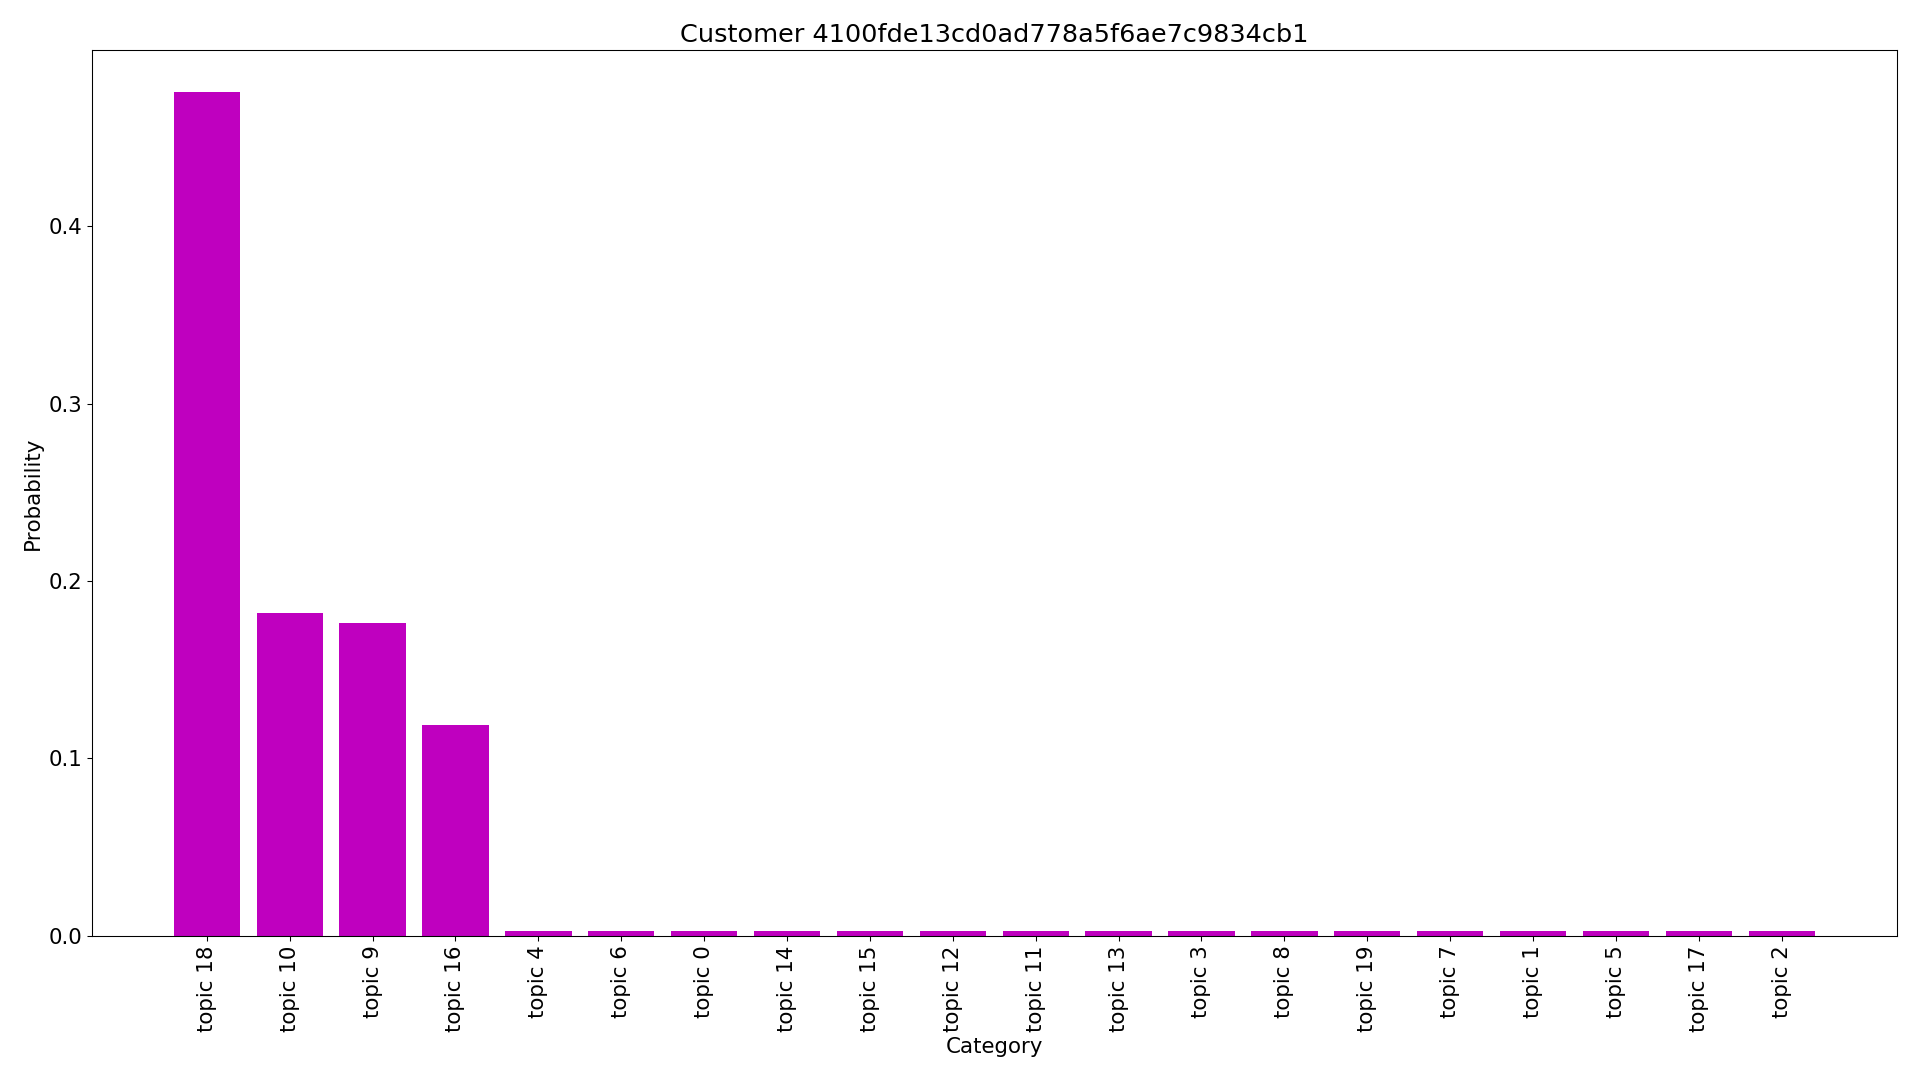 Customer 4100fde13cd0ad778a5f6ae7c9834cb1
Probability
0.4
0.3
0.2
0.1
0.0
topic 18
topic 10
topic 9
topic 16
topic 4
topic 6
topic 0
topic 14
topic 15
topic 12
topic 11
topic 13
topic 3
topic 8
topic 19
topic 7
topic 1
topic 5
topic 17
topic 2
Category